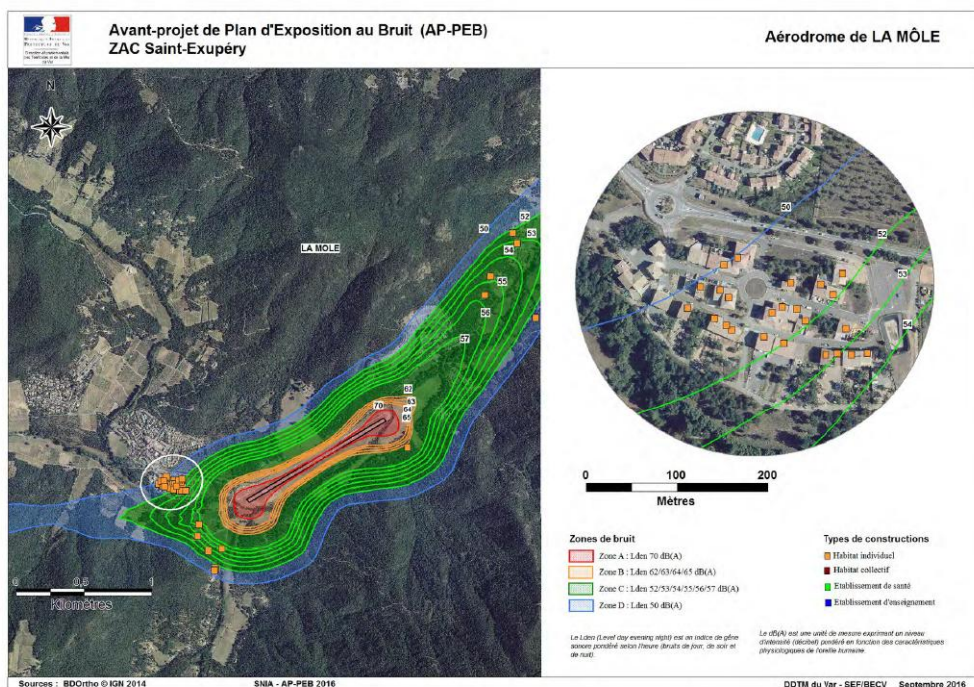 Avant-projet de Plan d'Exposition au Bruit (AP-PEB)
ZAC Saint-Exupéry
Aérodrome de LA MÔLE
N
LA MOLE
50
52
53
54
55
56
57
62
63
64
65
70
0 0,5 1
Kilomètres
50
52
53
54
0 100 200
Mètres
Zones de bruit
Zone A : Lden 70 dB(A)
Zone B : Lden 62/63/64/65 dB(A)
Zone C : Lden 52/53/54/55/56/57 dB(A)
Zone D : Lden 50 dB(A)
Types de constructions
Habitat individuel
Habitat collectif
Etablissement de santé
Etablissement d'enseignement
Le Lden (Level day evening night) est un indice de gêne
sonore pondéré selon l'heure (bruits de jour, de soir et
de nuit).
Le dB(A) est une unité de mesure exprimant un niveau
d'intensité (décibel) pondéré en fonction des caractéristiques
physiologiques de l'oreille humaine.
Sources : BDOrtho © IGN 2014
SNIA - AP-PEB 2016
DDTM du Var - SEF/BECV Septembre 2016